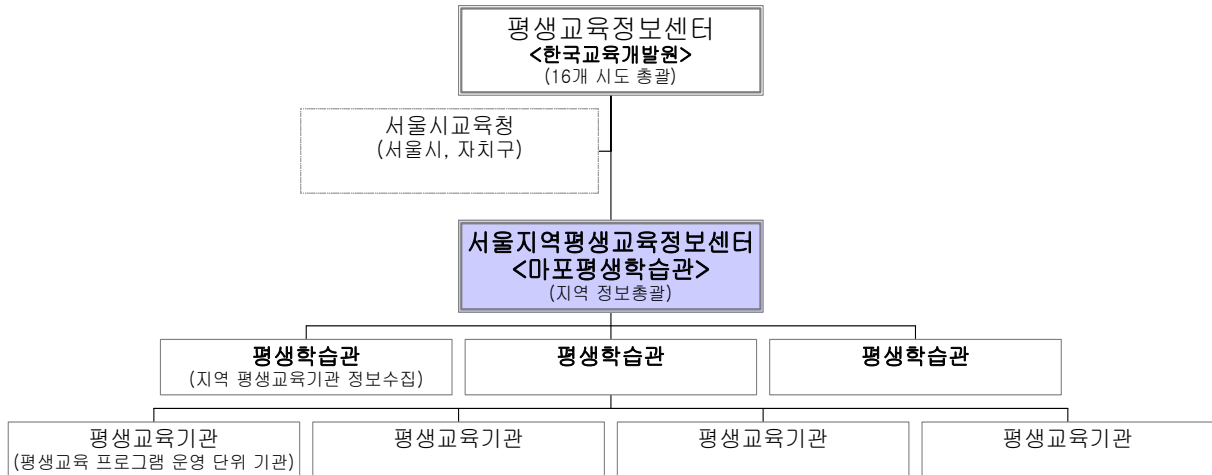 평생교육정보센터
<한국교육개발원>
(16개 시도 총괄)
서울시교육청
(서울시, 자치구)
서울지역평생교육정보센터
<마포평생학습관>
(지역 정보총괄)
평생학습관
(지역 평생교육기관 정보수집)
평생학습관
평생학습관
평생교육기관
(평생교육 프로그램 운영 단위 기관)
평생교육기관
평생교육기관
평생교육기관